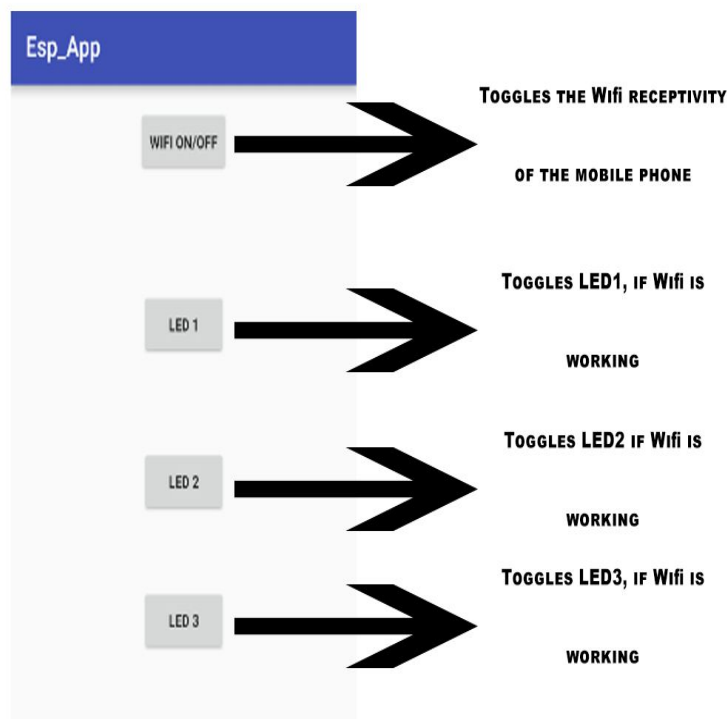 Esp_App
WIFI ON/OFF
Toggles the Wifi receptivity
of the mobile phone
LED 1
Toggles LED1, if Wifi is
working
LED 2
Toggles LED2 if Wifi is
working
LED 3
Toggles LED3, if Wifi is
working